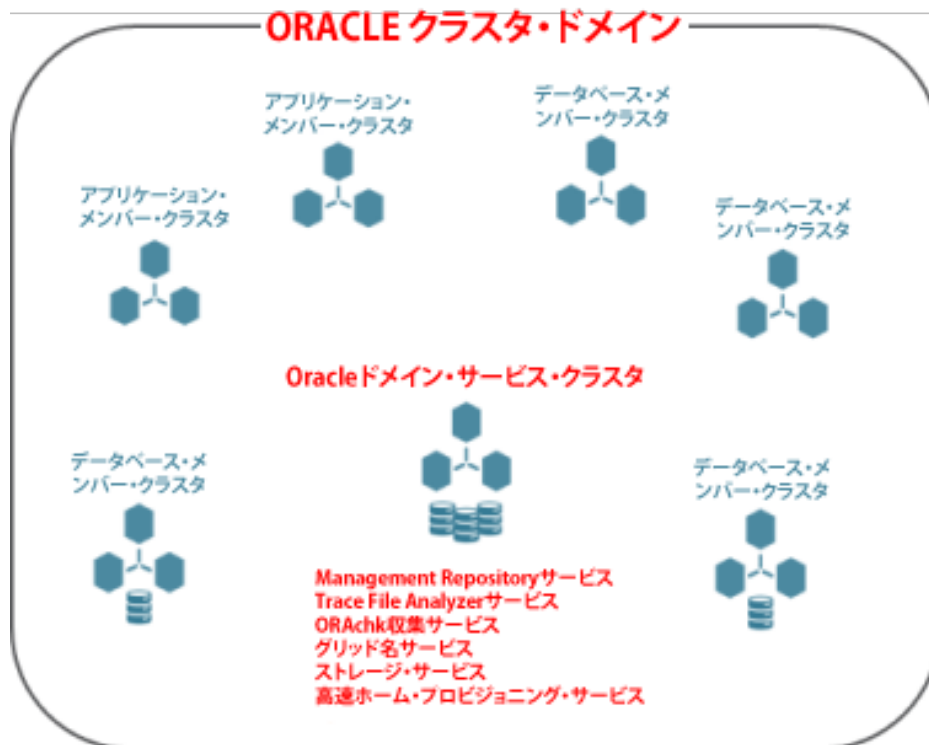 ORACLE クラスタ・ドメイン
アプリケーション・
メンバー・クラスタ
データベース・メ
ンバー・クラスタ
アプリケーション・
メンバー・クラスタ
データベース・メ
ンバー・クラスタ
Oracleドメイン・サービス・クラスタ
データベース・メ
ンバー・クラスタ
データベース・メ
ンバー・クラスタ
Management Repositoryサービス
Trace File Analyzerサービス
ORAchk収集サービス
グリッド名サービス
ストレージ・サービス
高速ホーム・プロビジョニング・サービス